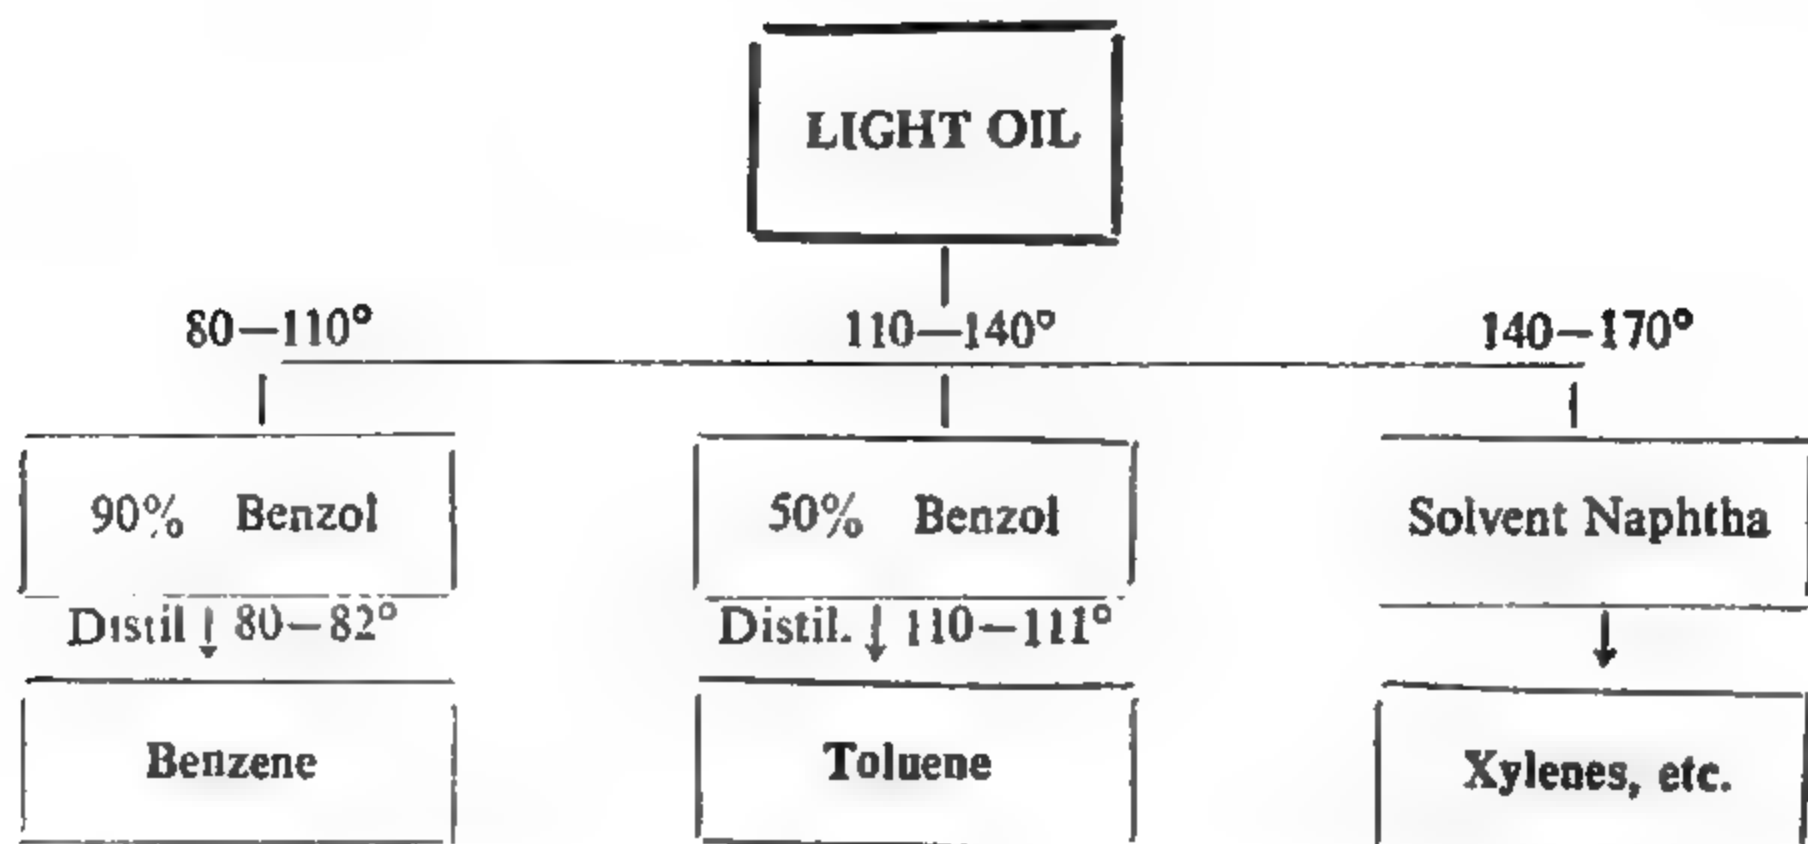 LIGHT OIL
80—110° 110—140° 140—170°
90% Benzol 50% Benzol Solvent Naphtha
Distil 80—82° Distil. 110—111°
Benzene Toluene Xylenes, etc.